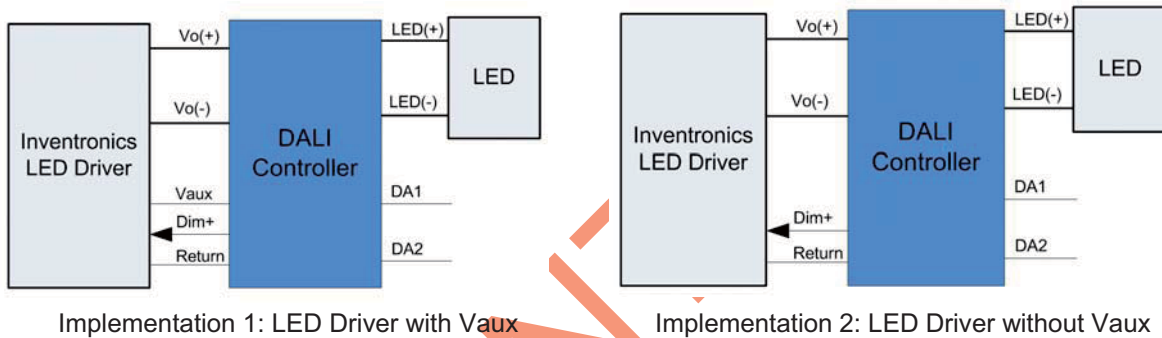 Vo(+)
Vo(-)
Inventronics
LED Driver
Vaux
Dim+
Return
DALI
Controller
LED(+)
LED(-)
LED
DA1
DA2
Implementation 1: LED Driver with Vaux
Vo(+)
Vo(-)
Inventronics
LED Driver
Dim+
Return
DALI
Controller
LED(+)
LED(-)
LED
DA1
DA2
Implementation 2: LED Driver without Vaux